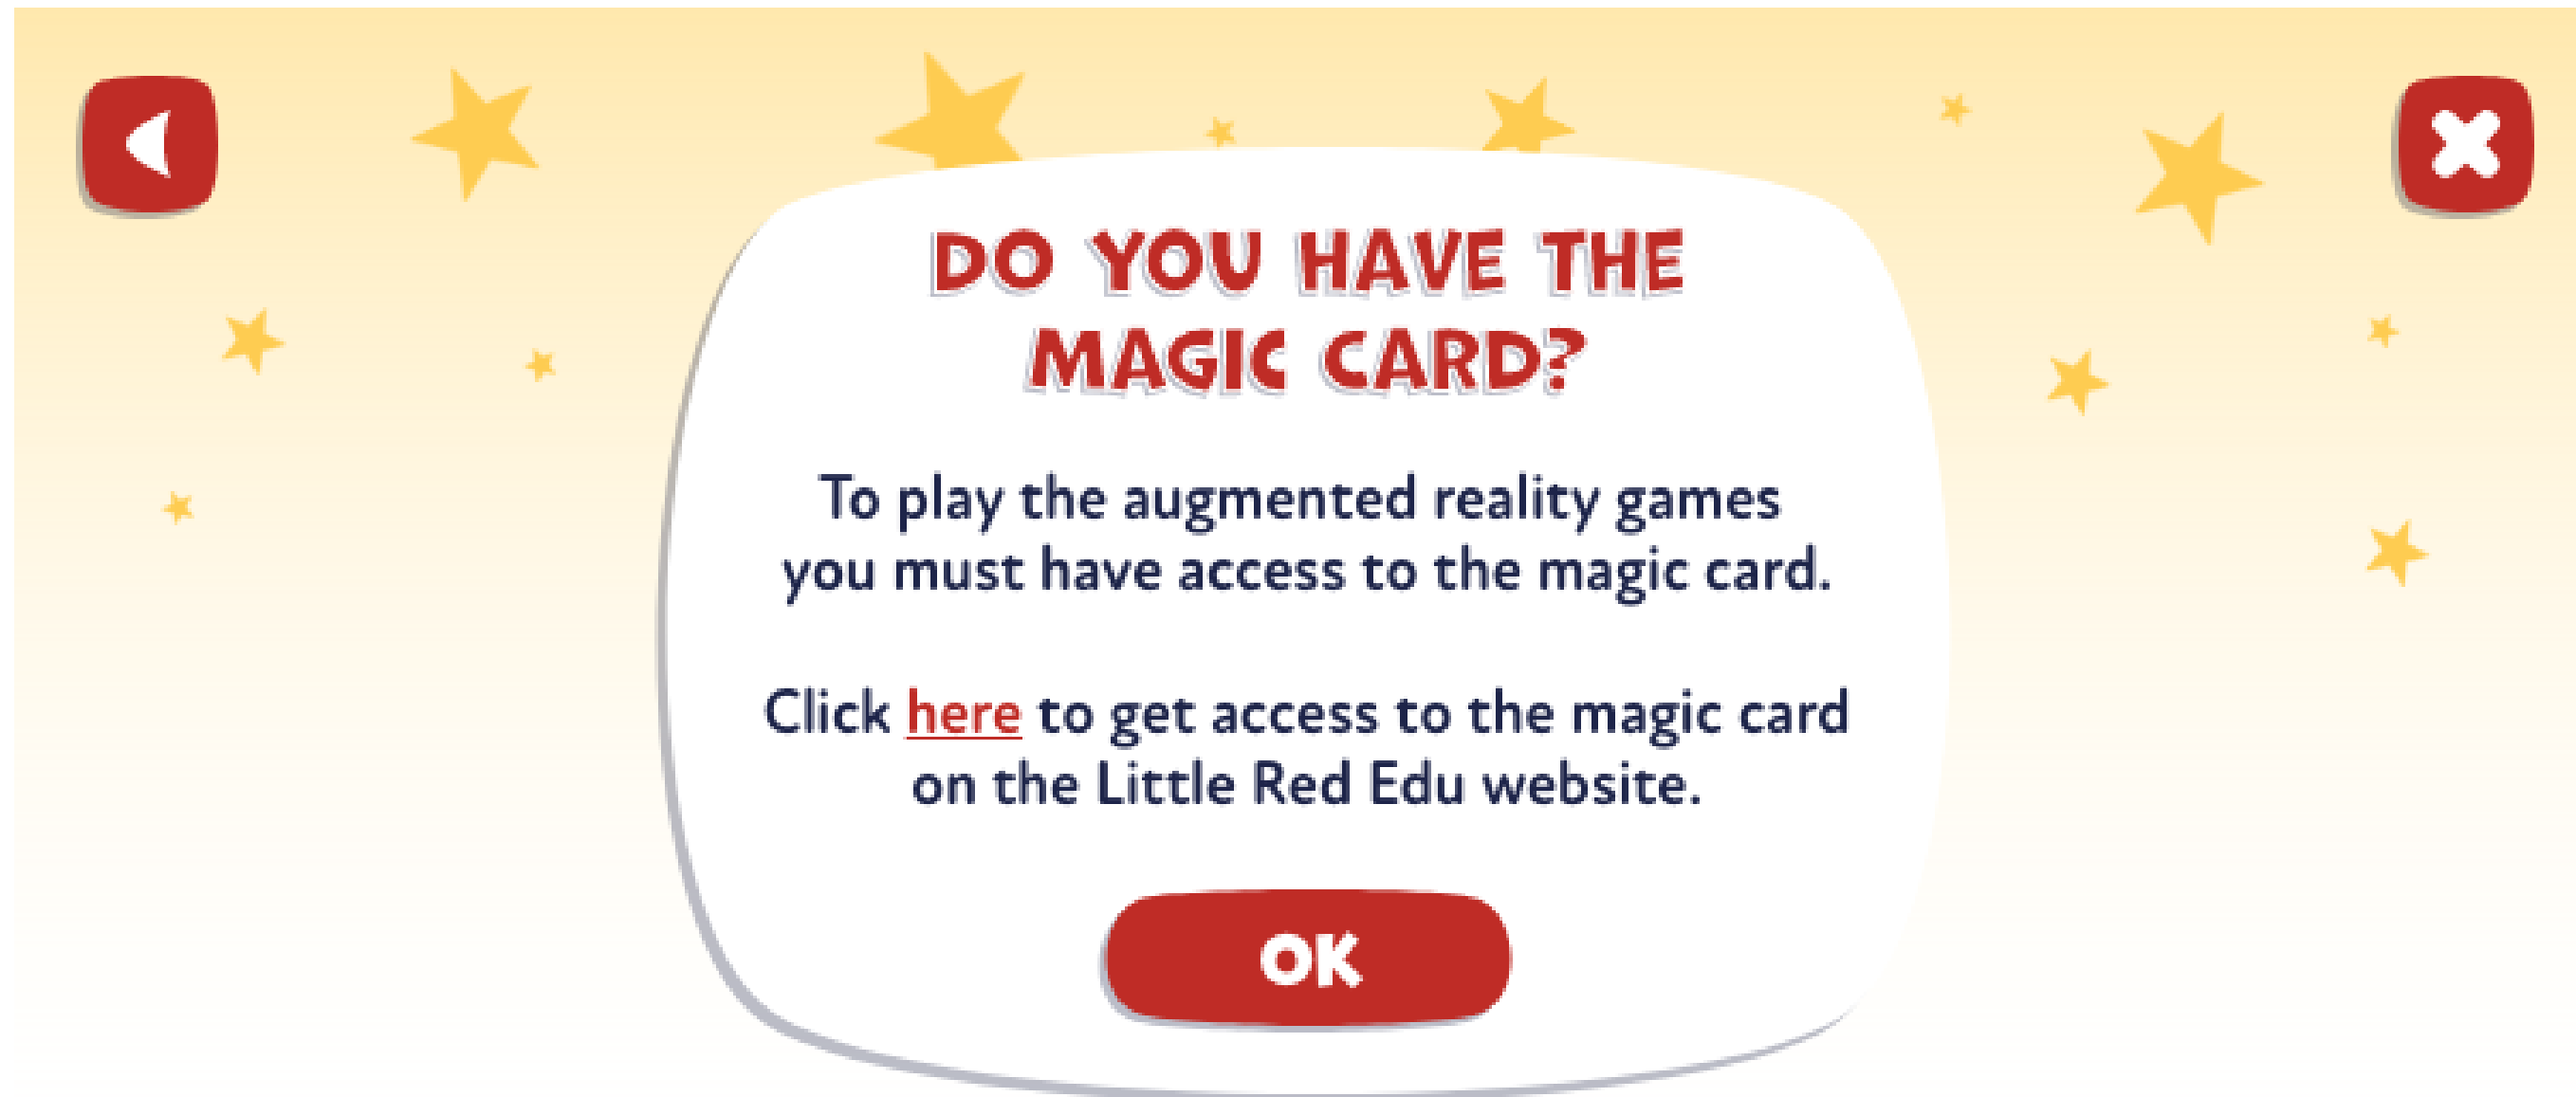 DO YOU HAVE THE
MAGIC CARD?
To play the augmented reality games
you must have access to the magic card.
Click here to get access to the magic card
on the Little Red Edu website.
OK